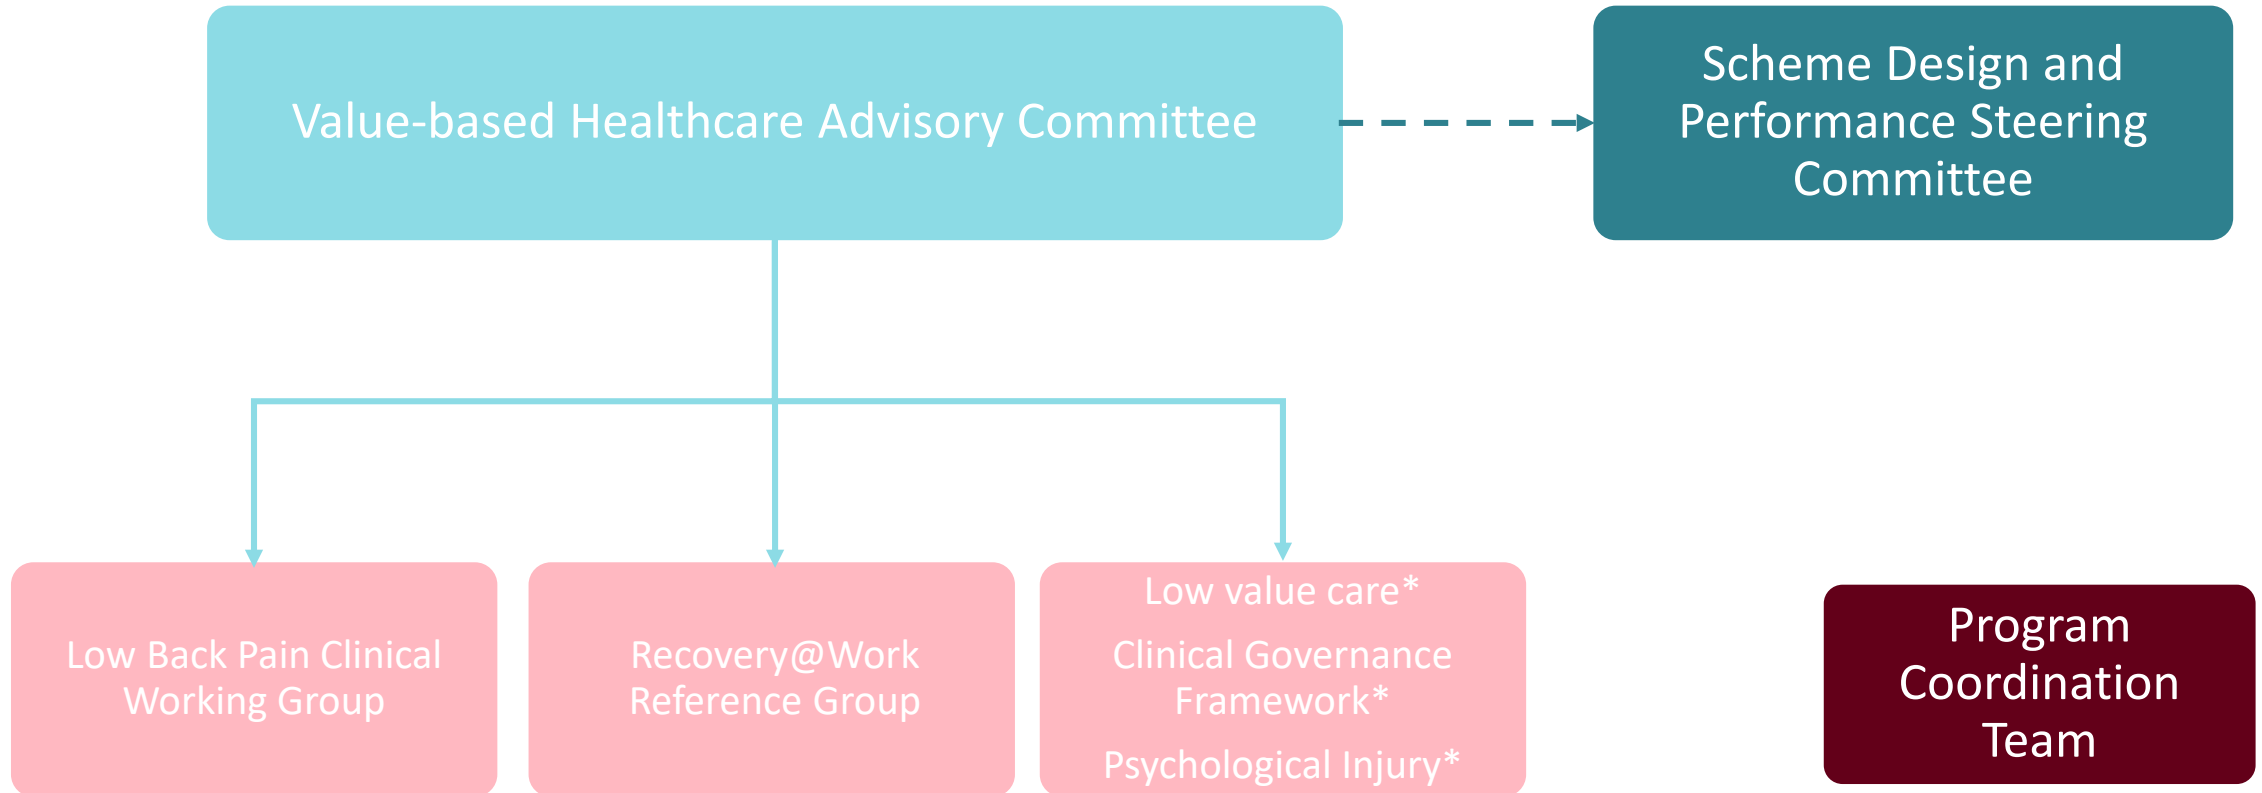 Value-based Healthcare Advisory Committee
Scheme Design and
Performance Steering
Committee
Low Back Pain Clinical
Working Group
Recovery@Work
Reference Group
Low value care*
Clinical Governance
Framework*
Psychological Injury*
Program
Coordination
Team